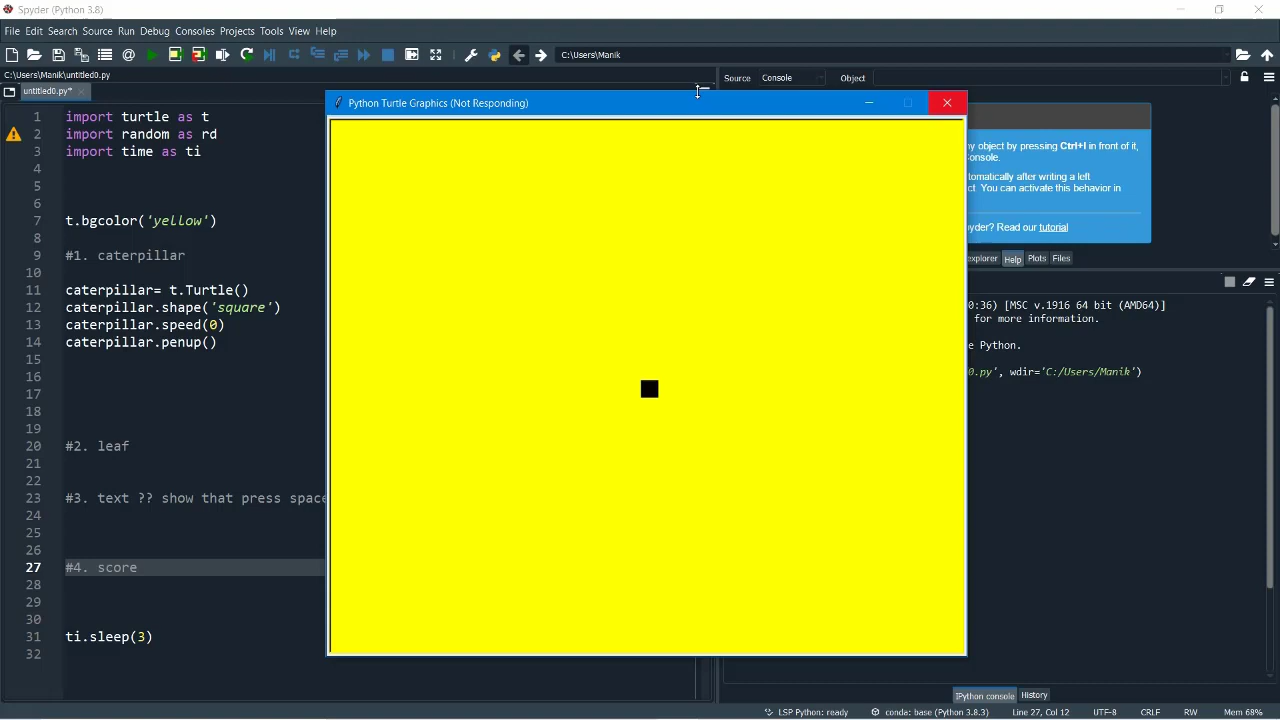 Spyder (Python 3.8)
File Edit Search Source Run Debug Consoles Projects Tools View Help
C:\Users\Manik
C:\Users\Manik\untitled0.py
untitled0.py*
Source Console Object
1 import turtle as t
2 import random as rd
3 import time as ti
4
5
6
7 t.bgcolor('yellow')
8
9 #1. caterpillar
10
11 caterpillar= t.Turtle()
12 caterpillar.shape('square')
13 caterpillar.speed(0)
14 caterpillar.penup()
15
16
17
18
19
20 #2. leaf
21
22
23 #3. text ?? show that press space
24
25
26
27 #4. score
28
29
30
31 ti.sleep(3)
32
Python Turtle Graphics (Not Responding)
ny object by pressing Ctrl+I in front of it,
Console.
tomatically after writing a left
ct. You can activate this behavior in
pyder? Read our tutorial
explorer Help Plots Files
0:36) [MSC v.1916 64 bit (AMD64)]
for more information.
e Python.
0.py', wdir='C:/Users/Manik')
IPython console History
LSP Python: ready conda: base (Python 3.8.3) Line 27, Col 12 UTF-8 CRLF RW Mem 68%